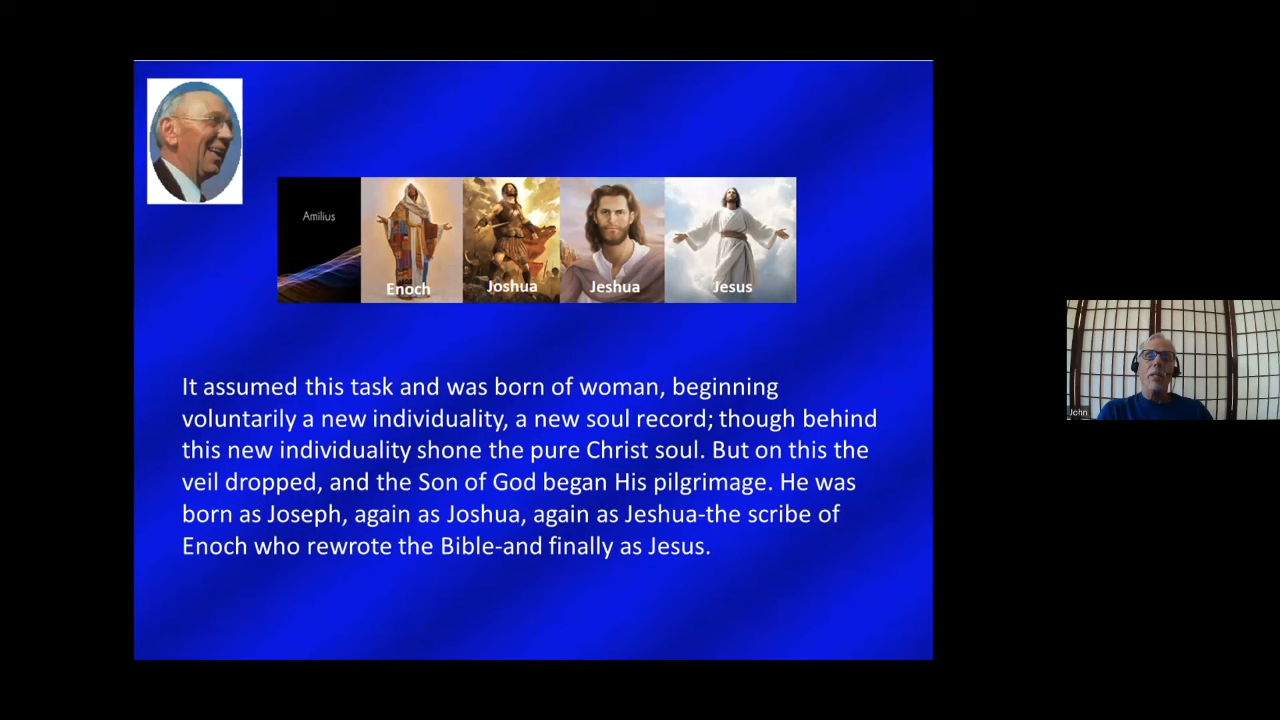 Amilius
Enoch
Joshua
Jeshua
Jesus
It assumed this task and was born of woman, beginning
voluntarily a new individuality, a new soul record; though behind
this new individuality shone the pure Christ soul. But on this the
veil dropped, and the Son of God began His pilgrimage. He was
born as Joseph, again as Joshua, again as Jeshua-the scribe of
Enoch who rewrote the Bible-and finally as Jesus.
John